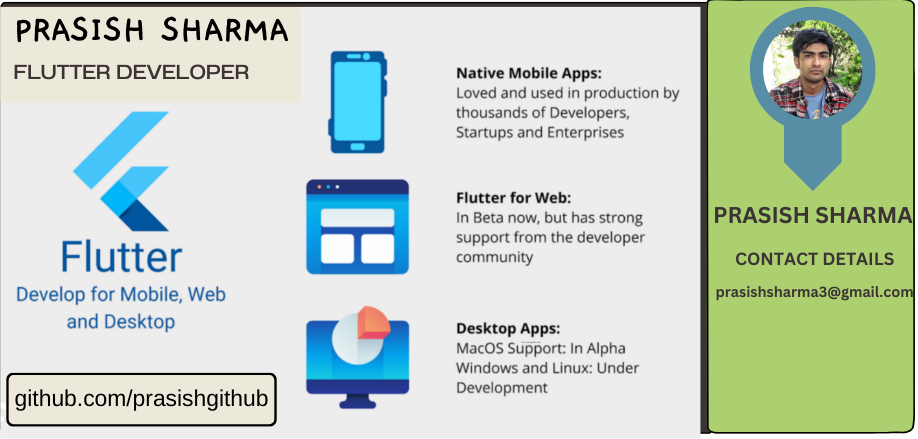 PRASISH SHARMA
FLUTTER DEVELOPER
Flutter
Develop for Mobile, Web
and Desktop
github.com/prasishgithub
Native Mobile Apps:
Loved and used in production by
thousands of Developers,
Startups and Enterprises
Flutter for Web:
In Beta now, but has strong
support from the developer
community
Desktop Apps:
MacOS Support: In Alpha
Windows and Linux: Under
Development
PRASISH SHARMA
CONTACT DETAILS
prasishsharma3@gmail.com